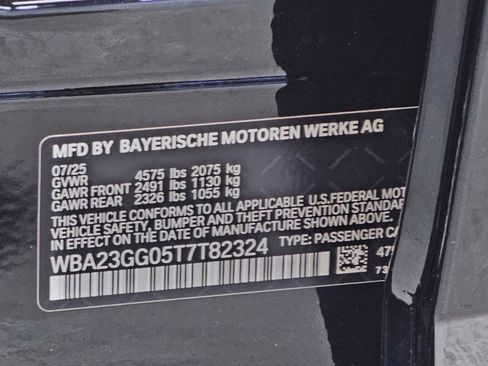 MFD BY BAYERISCHE MOTOREN WERKE AG
07/25
GVWR 4575 lbs 2075 kg
GAWR FRONT 2491 lbs 1130 kg
GAWR REAR 2326 lbs 1055 kg
THIS VEHICLE CONFORMS TO ALL APPLICABLE U.S.FEDERAL MOT
VEHICLE SAFETY, BUMPER AND THEFT PREVENTION STANDAR
IN EFFECT ON THE DATE OF MANUFACTURE SHOWN ABOVE.
WBA23GG05T7T82324 TYPE: PASSENGER CA
47
73